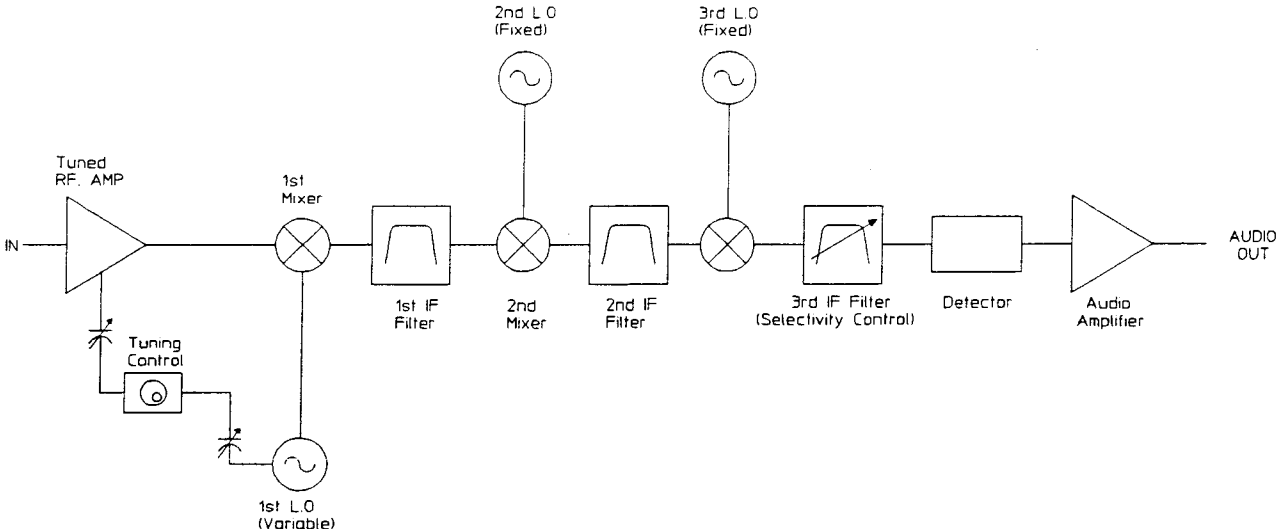 2nd L.O
(Fixed)
3rd L.O
(Fixed)
Tuned
RF. AMP
1st
Mixer
IN
AUDIO
OUT
1st IF
Filter
2nd
Mixer
2nd IF
Filter
3rd IF Filter
(Selectivity Control)
Detector
Audio
Amplifier
Tuning
Control
1st L.O
(Variable)